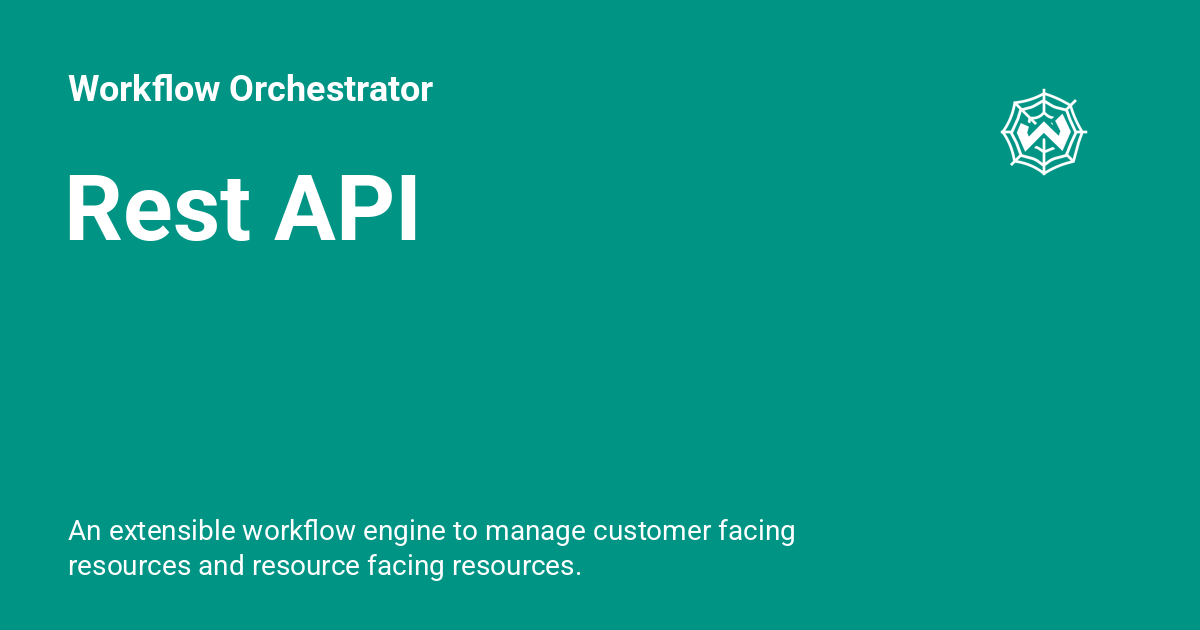 Workflow Orchestrator
Rest API
An extensible workflow engine to manage customer facing
resources and resource facing resources.